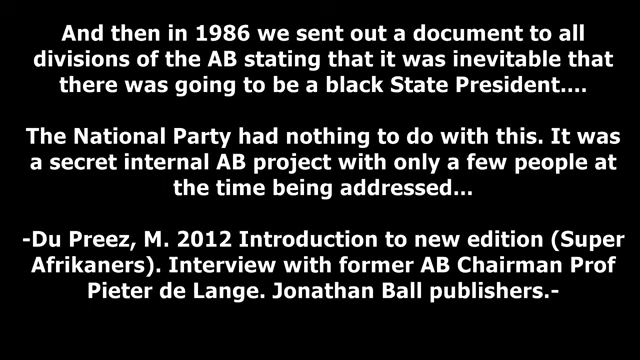 And then in 1986 we sent out a document to all
divisions of the AB stating that it was inevitable that
there was going to be a black State President....
The National Party had nothing to do with this. It was
a secret internal AB project with only a few people at
the time being addressed...
-Du Preez, M. 2012 Introduction to new edition (Super
Afrikaners). Interview with former AB Chairman Prof
Pieter de Lange. Jonathan Ball publishers.-